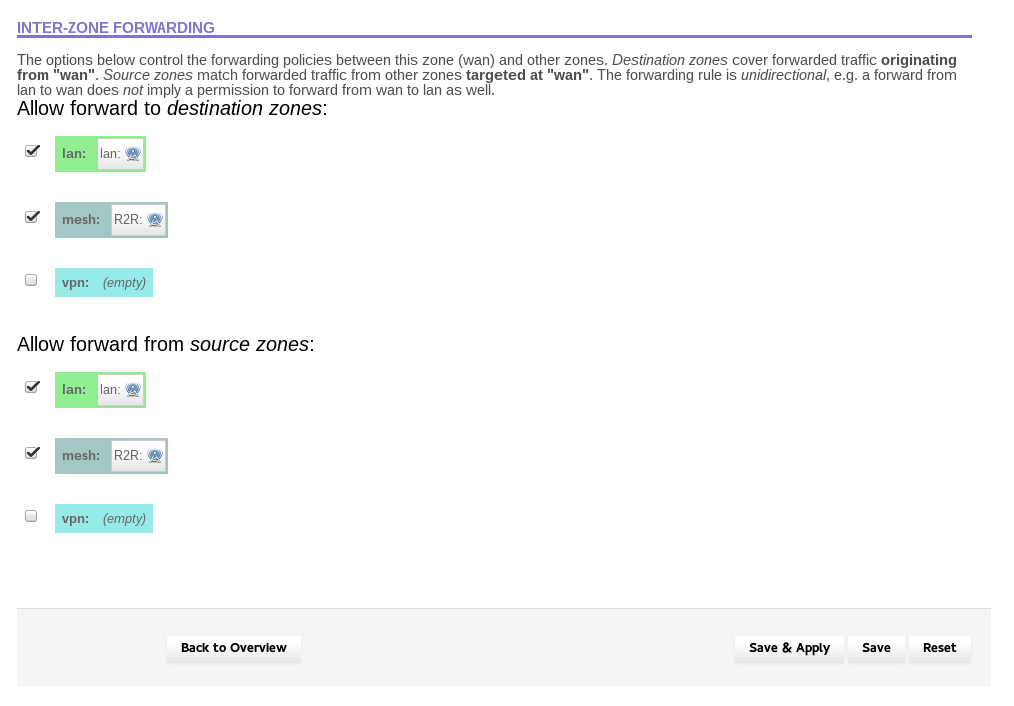 INTER-ZONE FORWARDING
The options below control the forwarding policies between this zone (wan) and other zones. Destination zones cover forwarded traffic originating
from "wan". Source zones match forwarded traffic from other zones targeted at "wan". The forwarding rule is unidirectional, e.g. a forward from
lan to wan does not imply a permission to forward from wan to lan as well.
Allow forward to destination zones:
lan: lan:
mesh: R2R:
vpn: (empty)
Allow forward from source zones:
lan: lan:
mesh: R2R:
vpn: (empty)
Back to Overview Save & Apply Save Reset